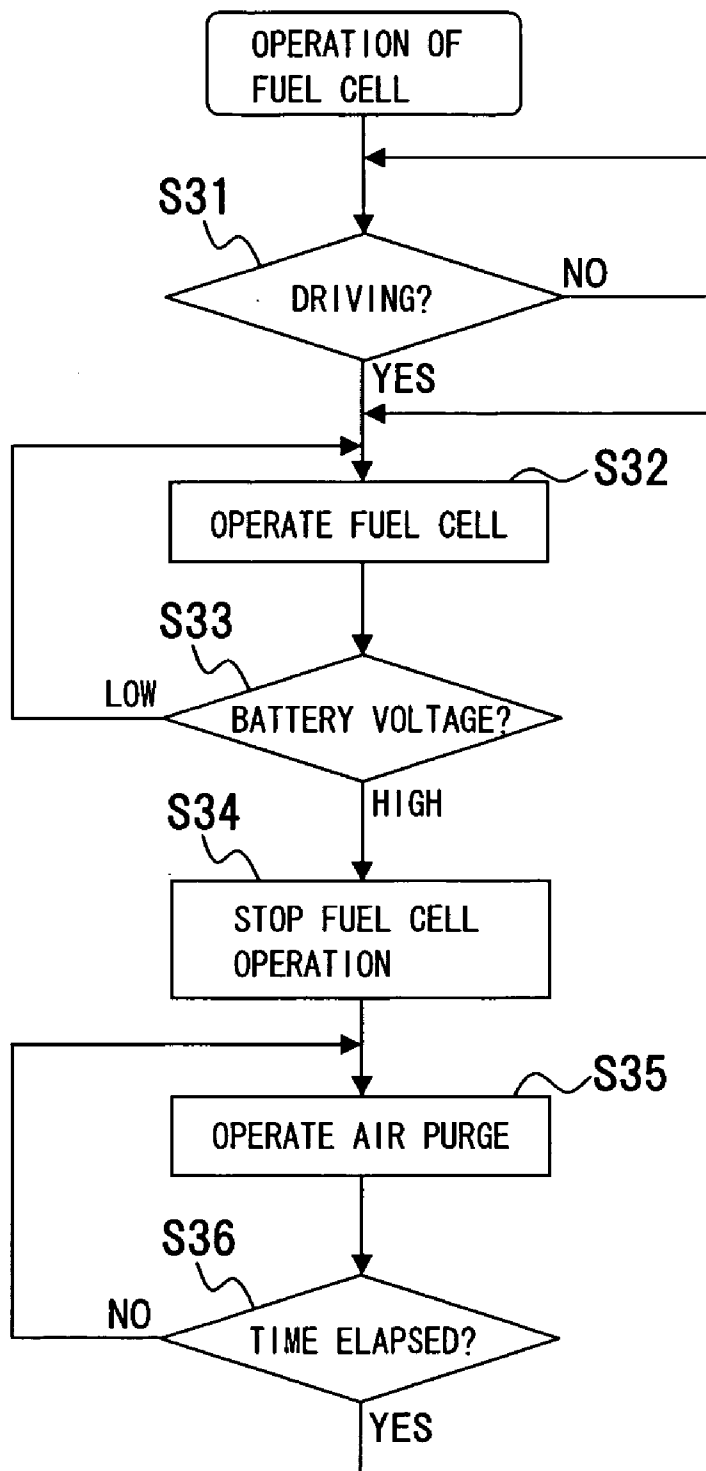 OPERATION OF
FUEL CELL
S31
DRIVING?
NO
YES
S32
OPERATE FUEL CELL
S33
LOW
BATTERY VOLTAGE?
HIGH
S34
STOP FUEL CELL
OPERATION
S35
OPERATE AIR PURGE
S36
NO
TIME ELAPSED?
YES